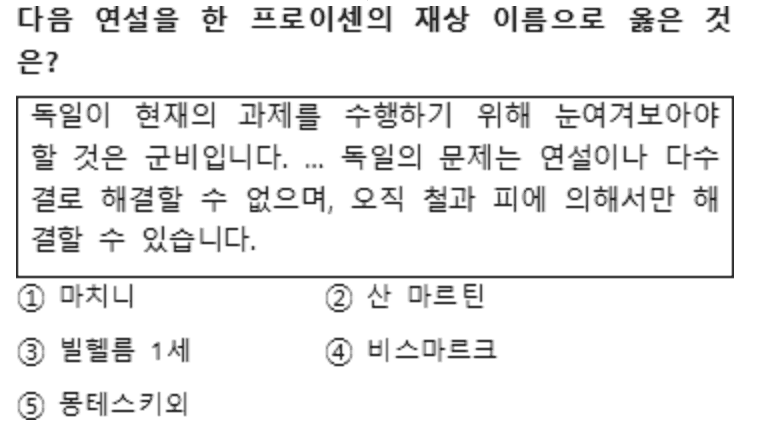 다음 연설을 한 프로이센의 재상 이름으로 옳은 것
은?
독일이 현재의 과제를 수행하기 위해 눈여겨보아야
할 것은 군비입니다. ... 독일의 문제는 연설이나 다수
결로 해결할 수 없으며, 오직 철과 피에 의해서만 해
결할 수 있습니다.
① 마치니 ② 산 마르틴
③ 빌헬름 1세 ④ 비스마르크
⑤ 몽테스키외